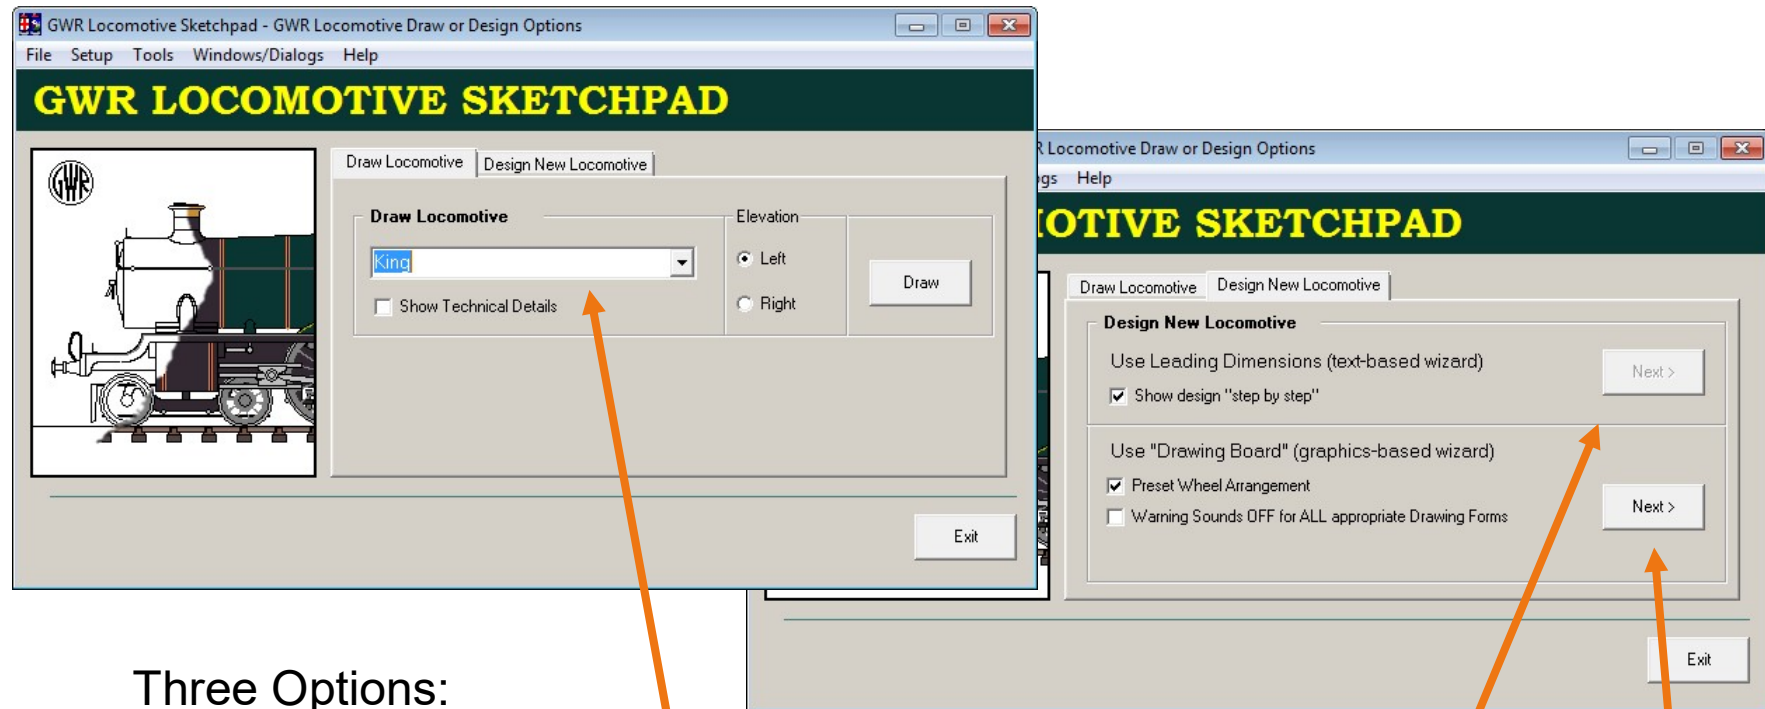 GWR Locomotive Sketchpad - GWR Locomotive Draw or Design Options
File Setup Tools Windows/Dialogs Help
GWR LOCOMOTIVE SKETCHPAD
GWR
Draw Locomotive Design New Locomotive
Draw Locomotive
King
Show Technical Details
Elevation
Left
Right
Draw
Exit
R Locomotive Draw or Design Options
gs Help
OTIVE SKETCHPAD
Draw Locomotive Design New Locomotive
Design New Locomotive
Use Leading Dimensions (text-based wizard)
Show design "step by step"
Next >
Use "Drawing Board" (graphics-based wizard)
Preset Wheel Arrangement
Warning Sounds OFF for ALL appropriate Drawing Forms
Next >
Exit
Three Options: